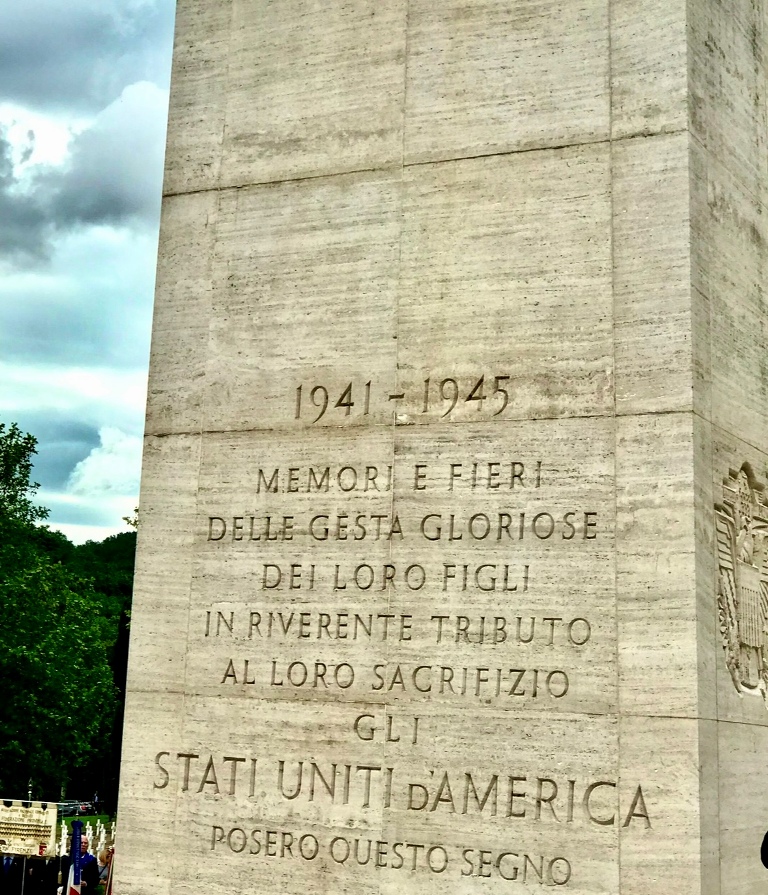 1941 - 1945
MEMORI E FIERI
DELLE GESTA GLORIOSE
DEI LORO FIGLI
IN RIVERENTE TRIBUTO
AL LORO SACRIFIZIO
GLI
STATI UNITI D'AMERICA
POSERO QUESTO SEGNO